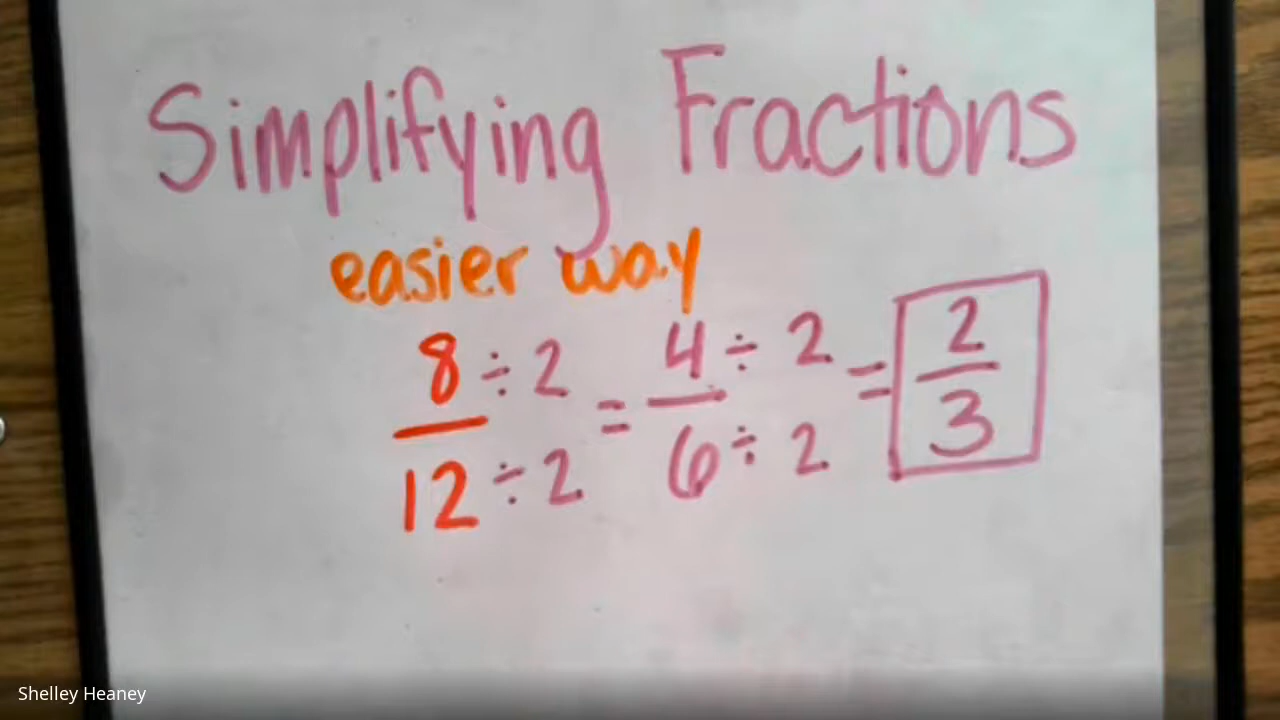 Simplifying Fractions
easier way
8 ÷ 2 = 4 ÷ 2 = 2
12 ÷ 2 6 ÷ 2 3
Shelley Heaney